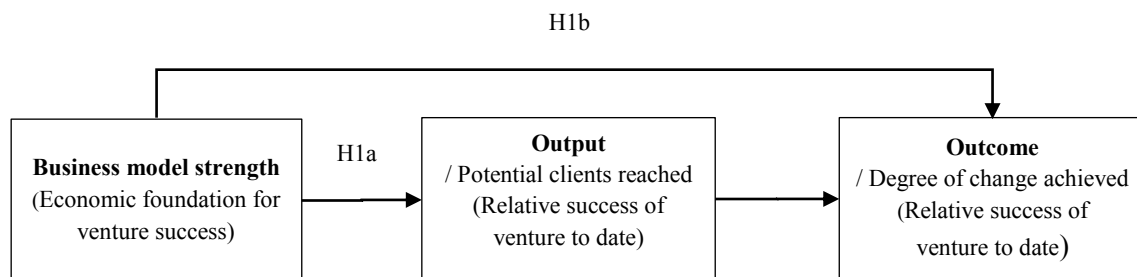 H1b
Business model strength
(Economic foundation for
venture success)
H1a
Output
/ Potential clients reached
(Relative success of
venture to date)
Outcome
/ Degree of change achieved
(Relative success of
venture to date)